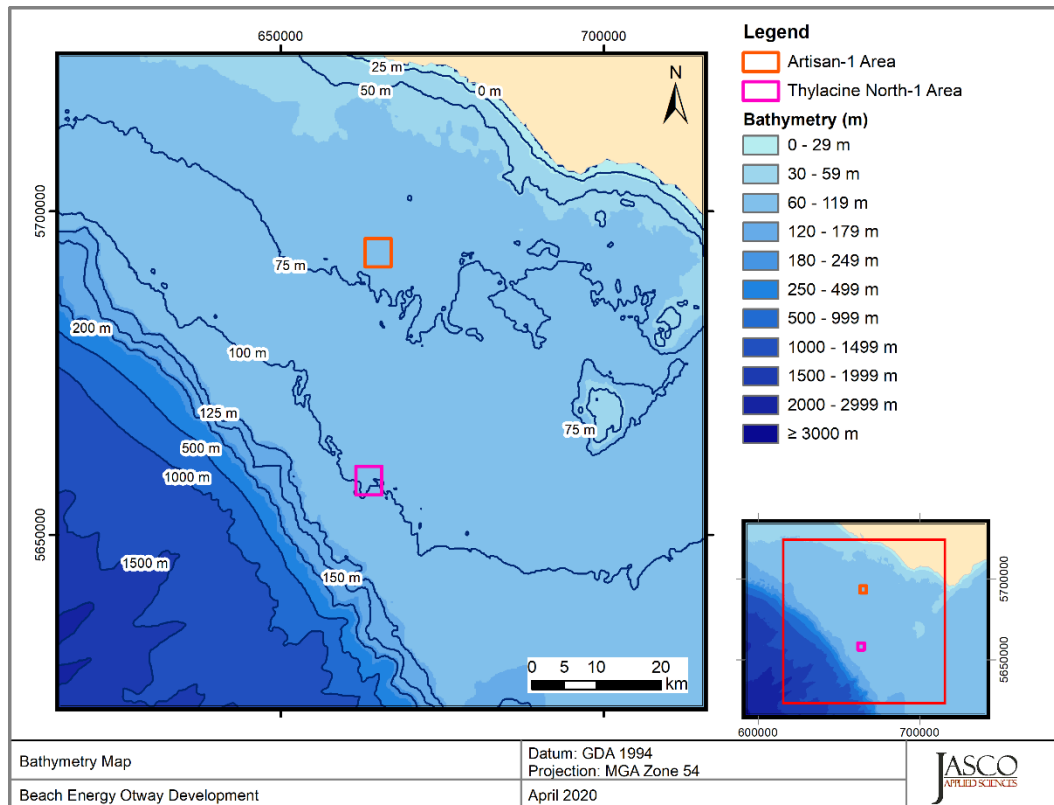 650000
700000
5700000
5650000
25 m
50 m
0 m
N
75 m
200 m
100 m
125 m
75 m
500 m
1000 m
1500 m
150 m
0 5 10 20
km
Legend
Artisan-1 Area
Thylacine North-1 Area
Bathymetry (m)
0 - 29 m
30 - 59 m
60 - 119 m
120 - 179 m
180 - 249 m
250 - 499 m
500 - 999 m
1000 - 1499 m
1500 - 1999 m
2000 - 2999 m
≥ 3000 m
5700000
5650000
600000
700000
Bathymetry Map
Datum: GDA 1994
Projection: MGA Zone 54
Beach Energy Otway Development
April 2020
JASCO
APPLIED SCIENCES